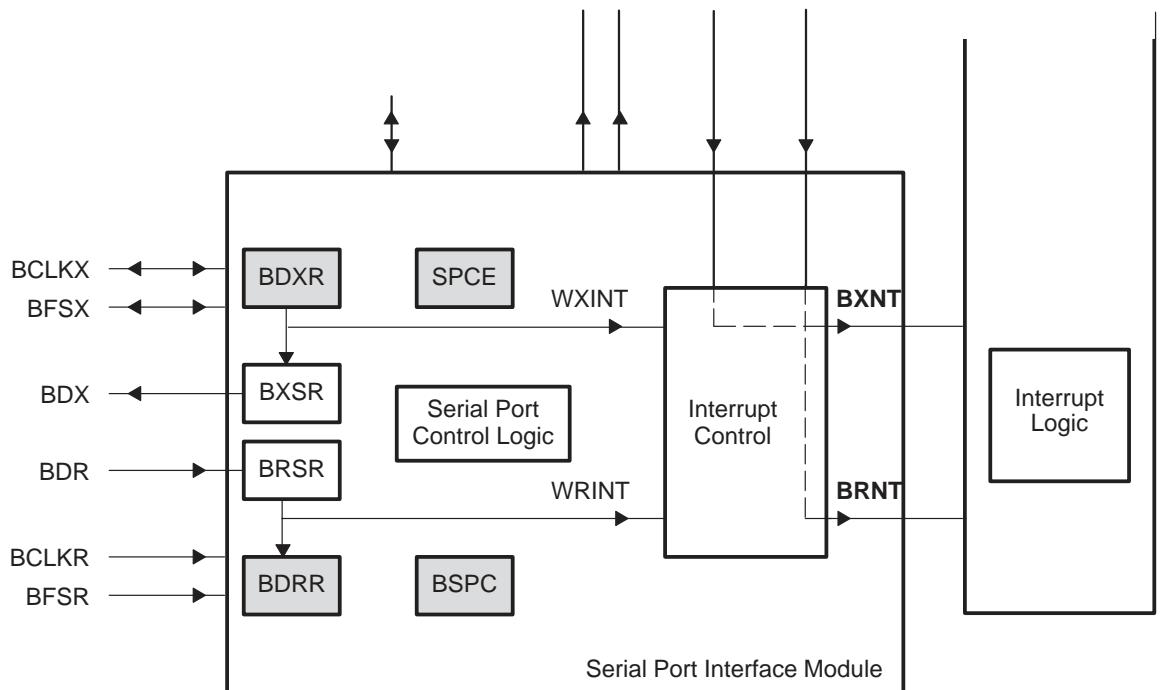 BCLKX
BFSX
BDX
BDR
BCLKR
BFSR
BDXR
SPCE
BXSR
BRSR
BDRR
BSPC
Serial Port
Control Logic
WXINT
WRINT
Interrupt
Control
BXNT
BRNT
Interrupt
Logic
Serial Port Interface Module